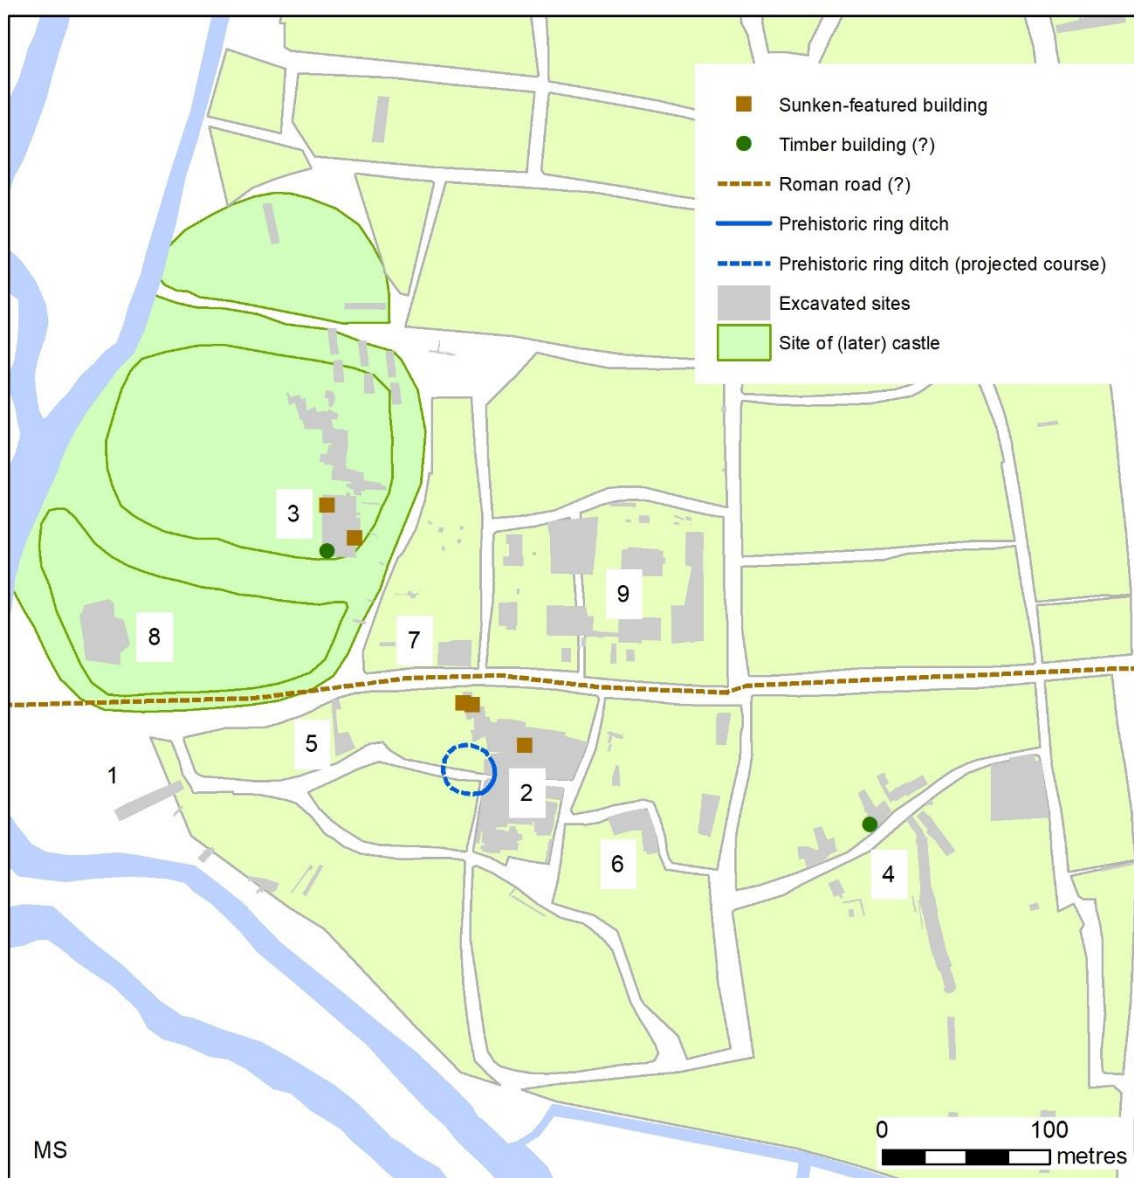 Sunken-featured building
Timber building (?)
Roman road (?)
Prehistoric ring ditch
Prehistoric ring ditch (projected course)
Excavated sites
Site of (later) castle
3
9
8
7
5
1
2
6
4
0 100
metres
MS